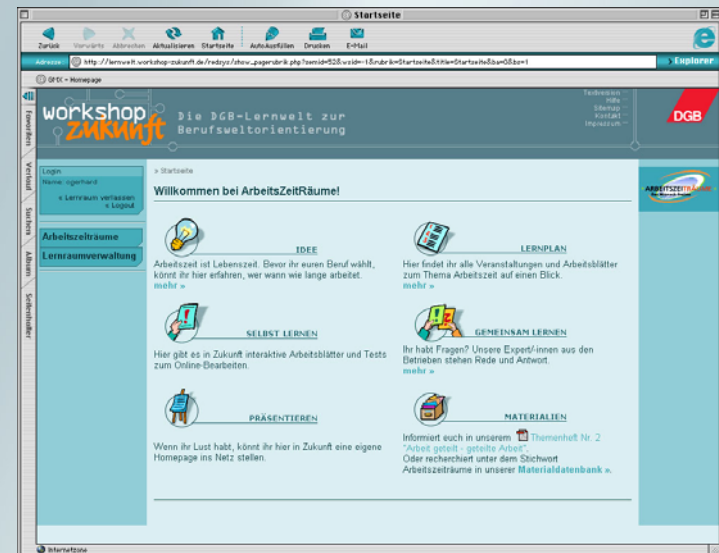 Startseite
Zurück Vorwärts Abbrechen Aktualisieren Startseite AutoAusfüllen Drucken E-Mail
Adresse: http://lernwelt.workshop-zukunft.de/redsys/show_pagerubrik.php?semid=52&wzid=-1&rubrik=Startseite&title=Startseite&ba=0&bs=1 Explorer
GMX - Homepage
Favoriten
Verlauf
Suchen
Album
Seitenhalter
workshop
zukunft
Die DGB-Lernwelt zur
Berufsweltorientierung
Textversion
Hilfe
Sitemap
Kontakt
Impressum
DGB
Login
« Lernraum verlassen
« Logout
Arbeitszeiträume
Lernraumverwaltung
» Startseite
Willkommen bei ArbeitsZeitRäume!
IDEE
Arbeitszeit ist Lebenszeit. Bevor ihr euren Beruf wählt,
könnt ihr hier erfahren, wer wann wie lange arbeitet.
mehr »
LERNPLAN
Hier findet ihr alle Veranstaltungen und Arbeitsblätter
zum Thema Arbeitszeit auf einen Blick.
mehr »
SELBST LERNEN
Hier gibt es in Zukunft interaktive Arbeitsblätter und Tests
zum Online-Bearbeiten.
GEMEINSAM LERNEN
Ihr habt Fragen? Unsere Expert/-innen aus den
Betrieben stehen Rede und Antwort.
mehr »
PRÄSENTIEREN
Wenn ihr Lust habt, könnt ihr hier in Zukunft eine eigene
Homepage ins Netz stellen.
MATERIALIEN
Informiert euch in unserem Themenheft Nr. 2
"Arbeit geteilt - geteilte Arbeit".
Oder recherchiert unter dem Stichwort
Arbeitszeiträume in unserer Materialdatenbank ».
ARBEITSZEITRÄUME
Internetzone